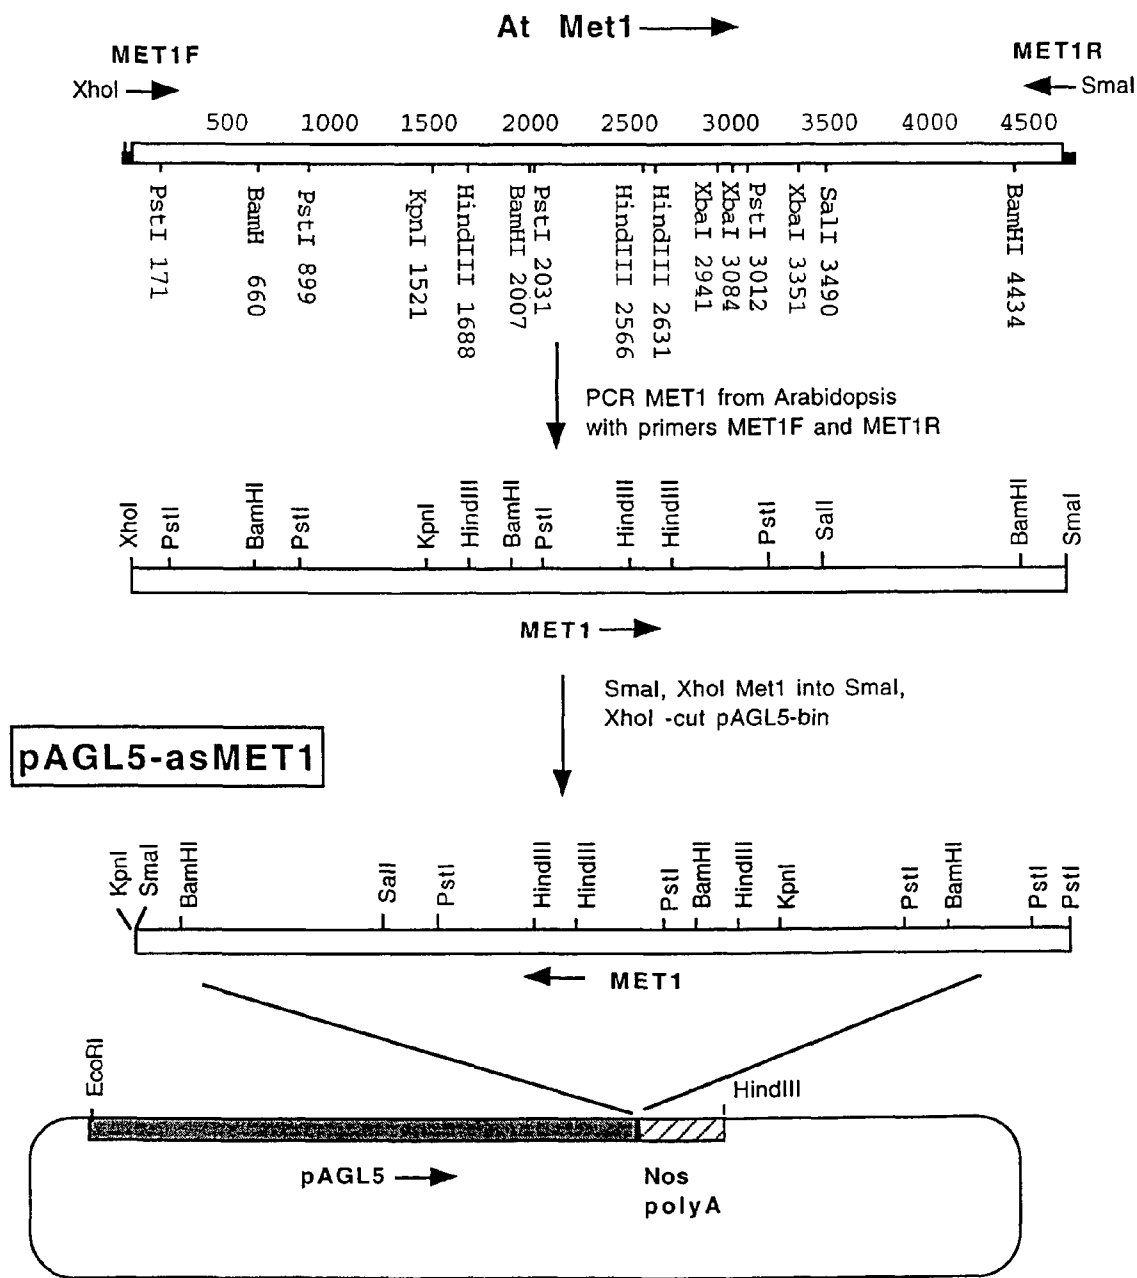 At Met1
MET1F
MET1R
XhoI
SmaI
500 1000 1500 2000 2500 3000 3500 4000 4500
PstI 171
BamH 660
PstI 899
KpnI 1521
HindIII 1688
BamHI 2007
PstI 2031
HindIII 2566
HindIII 2631
XbaI 2941
XbaI 3084
PstI 3012
XbaI 3351
SalI 3490
BamHI 4434
PCR MET1 from Arabidopsis
with primers MET1F and MET1R
XhoI
PstI
BamHI
PstI
KpnI
HindIII
BamHI
PstI
HindIII
HindIII
PstI
SalI
BamHI
SmaI
MET1
SmaI, XhoI Met1 into SmaI,
XhoI -cut pAGL5-bin
pAGL5-asMET1
KpnI
SmaI
BamHI
SalI
PstI
HindIII
HindIII
PstI
BamHI
HindIII
KpnI
PstI
BamHI
PstI
PstI
MET1
EcoRI
HindIII
pAGL5
Nos
polyA